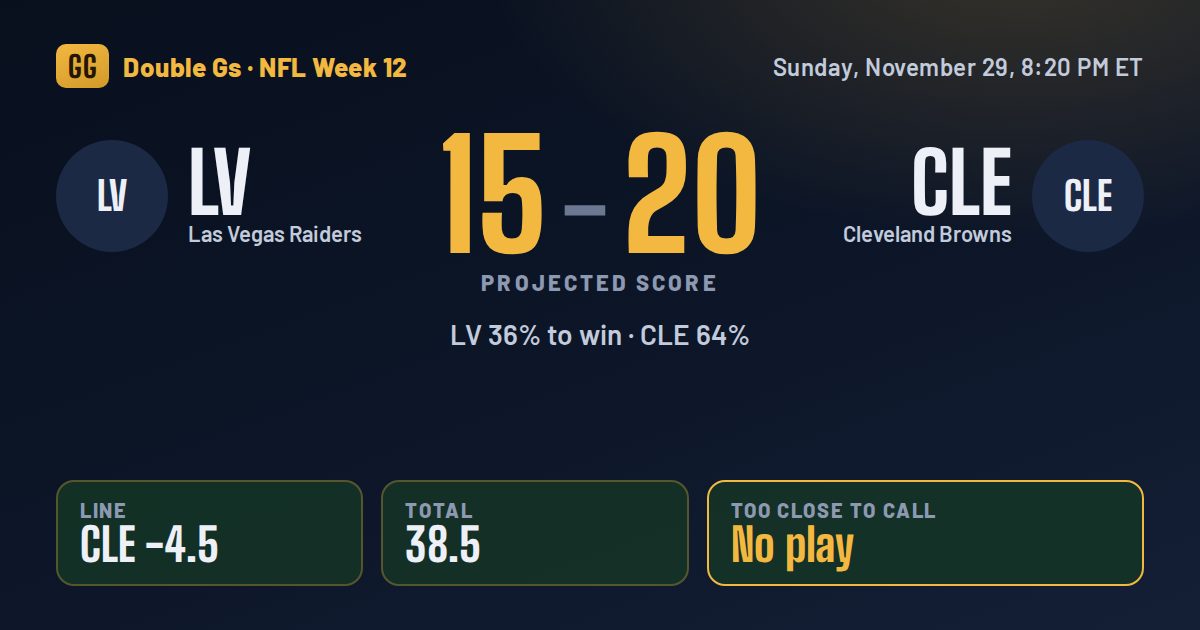 GG
Double Gs · NFL Week 12
Sunday, November 29, 8:20 PM ET
LV
LV
Las Vegas Raiders
15 – 20
PROJECTED SCORE
LV 36% to win · CLE 64%
CLE
Cleveland Browns
CLE
LINE
CLE −4.5
TOTAL
38.5
TOO CLOSE TO CALL
No play